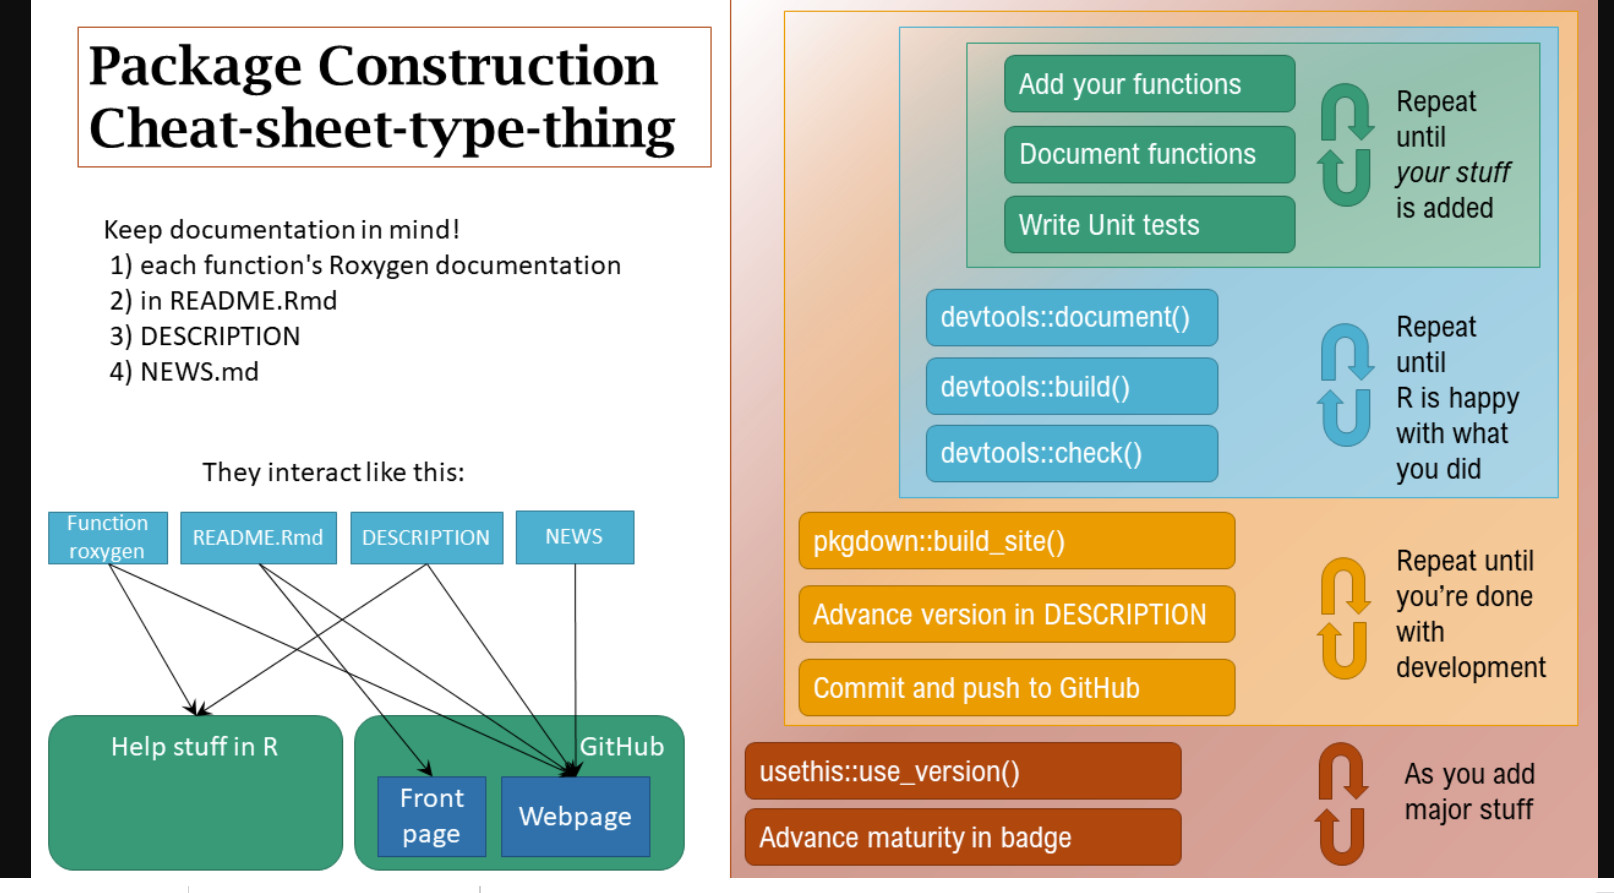 Package Construction
Cheat-sheet-type-thing
Keep documentation in mind!
1) each function's Roxygen documentation
2) in README.Rmd
3) DESCRIPTION
4) NEWS.md
They interact like this:
Function
roxygen
README.Rmd
DESCRIPTION
NEWS
Help stuff in R
GitHub
Front
page
Webpage
Add your functions
Document functions
Write Unit tests
Repeat
until
your stuff
is added
devtools::document()
devtools::build()
devtools::check()
Repeat
until
R is happy
with what
you did
pkgdown::build_site()
Advance version in DESCRIPTION
Commit and push to GitHub
Repeat until
you’re done
with
development
usethis::use_version()
Advance maturity in badge
As you add
major stuff